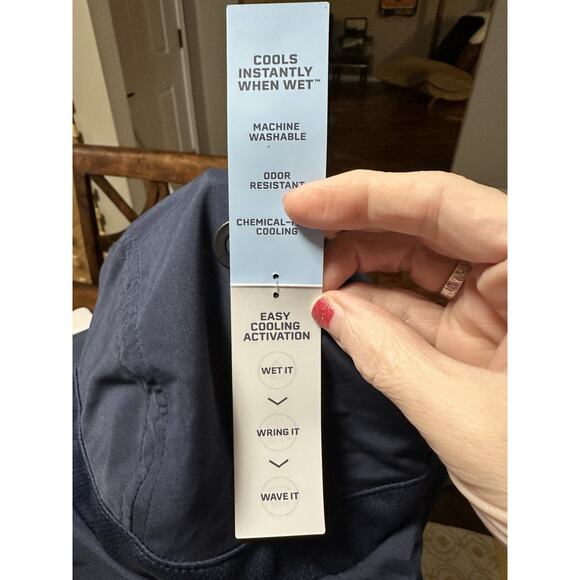 COOLS
INSTANTLY
WHEN WET™
MACHINE
WASHABLE
ODOR
RESISTANT
CHEMICAL-
COOLING
EASY
COOLING
ACTIVATION
WET IT
WRING IT
WAVE IT